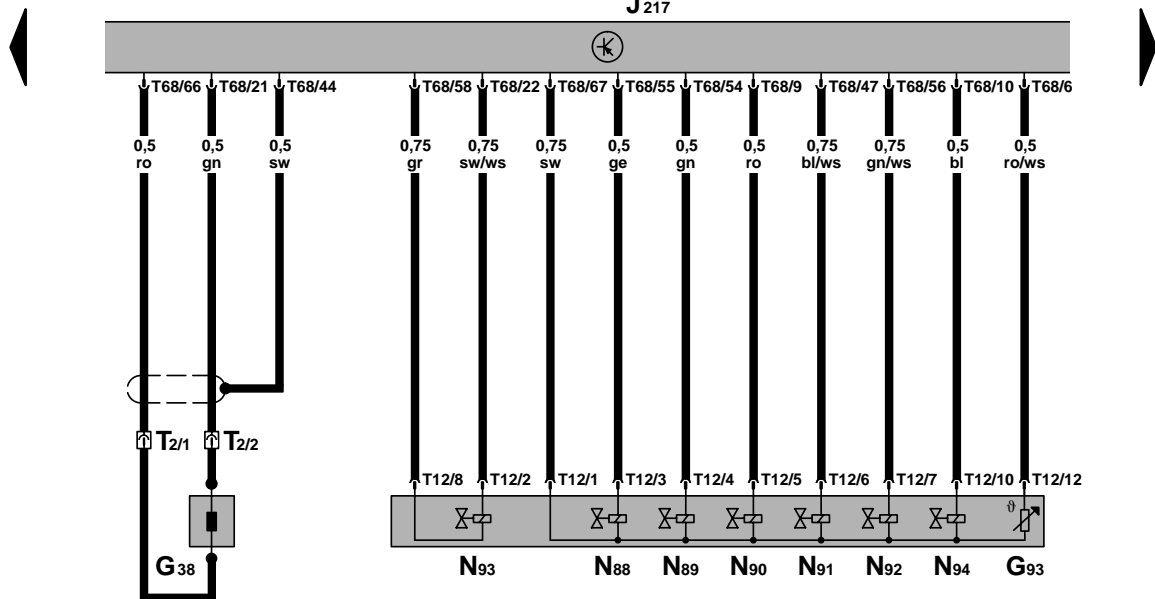 J217
T68/66 T68/21 T68/44 T68/58 T68/22 T68/67 T68/55 T68/54 T68/9 T68/47 T68/56 T68/10 T68/6
0,5 0,5 0,5 0,75 0,75 0,75 0,5 0,5 0,5 0,75 0,75 0,5 0,5
ro gn sw gr sw/ws sw ge gn ro bl/ws gn/ws bl ro/ws
T2/1 T2/2
T12/8 T12/2 T12/1 T12/3 T12/4 T12/5 T12/6 T12/7 T12/10 T12/12
ϑ
G38 N93 N88 N89 N90 N91 N92 N94 G93